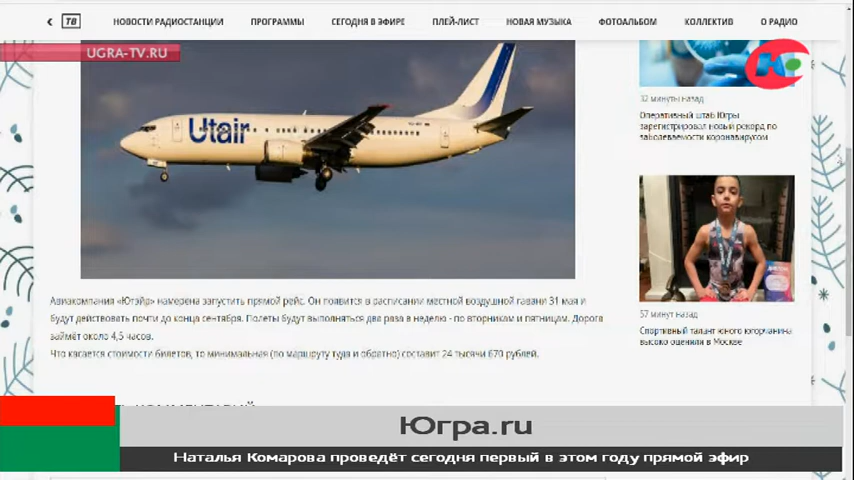 ТВ
НОВОСТИ РАДИОСТАНЦИИ
ПРОГРАММЫ
СЕГОДНЯ В ЭФИРЕ
ПЛЕЙ-ЛИСТ
НОВАЯ МУЗЫКА
ФОТОАЛЬБОМ
КОЛЛЕКТИВ
О РАДИО
UGRA-TV.RU
Utair
32 минуты назад
Оперативный штаб Югры
зарегистрировал новый рекорд по
заболеваемости коронавирусом
57 минут назад
Спортивный талант юного югорчанина
высоко оценили в Москве
Авиакомпания «Ютэйр» намерена запустить прямой рейс. Он появится в расписании местной воздушной гавани 31 мая и
будут действовать почти до конца сентября. Полеты будут выполняться два раза в неделю - по вторникам и пятницам. Дорога
займёт около 4,5 часов.
Что касается стоимости билетов, то минимальная (по маршруту туда и обратно) составит 24 тысячи 670 рублей.
Югра.ru
Наталья Комарова проведёт сегодня первый в этом году прямой эфир